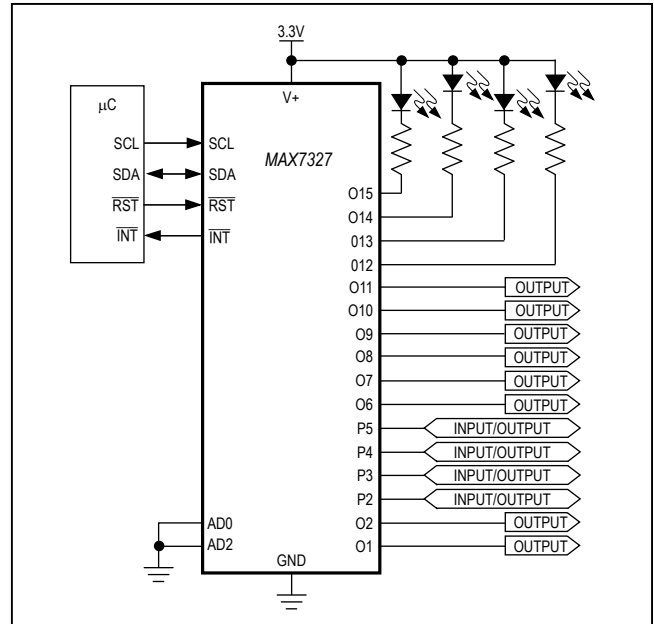 3.3V
μC
SCL
SDA
RST
INT
V+
MAX7327
SCL
SDA
RST
INT
AD0
AD2
GND
O15
O14
013
012
O11 OUTPUT
O10 OUTPUT
O9 OUTPUT
O8 OUTPUT
O7 OUTPUT
O6 OUTPUT
P5 INPUT/OUTPUT
P4 INPUT/OUTPUT
P3 INPUT/OUTPUT
P2 INPUT/OUTPUT
O2 OUTPUT
O1 OUTPUT